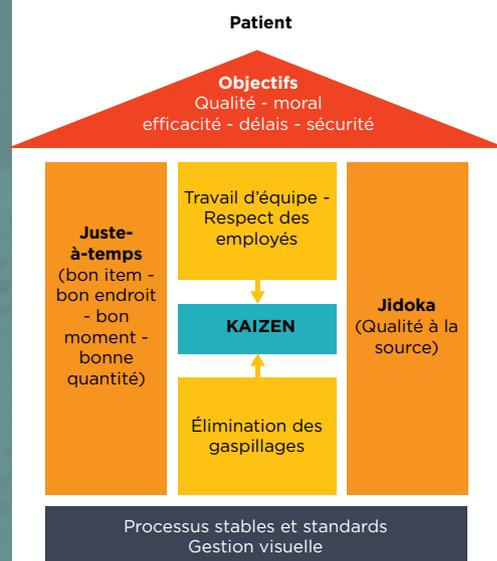 Patient
Objectifs
Qualité - moral
efficacité - délais - sécurité
Juste-
à-temps
(bon item -
bon endroit
- bon
moment -
bonne
quantité)
Travail d'équipe -
Respect des
employés
KAIZEN
Élimination des
gaspillages
Jidoka
(Qualité à la
source)
Processus stables et standards
Gestion visuelle